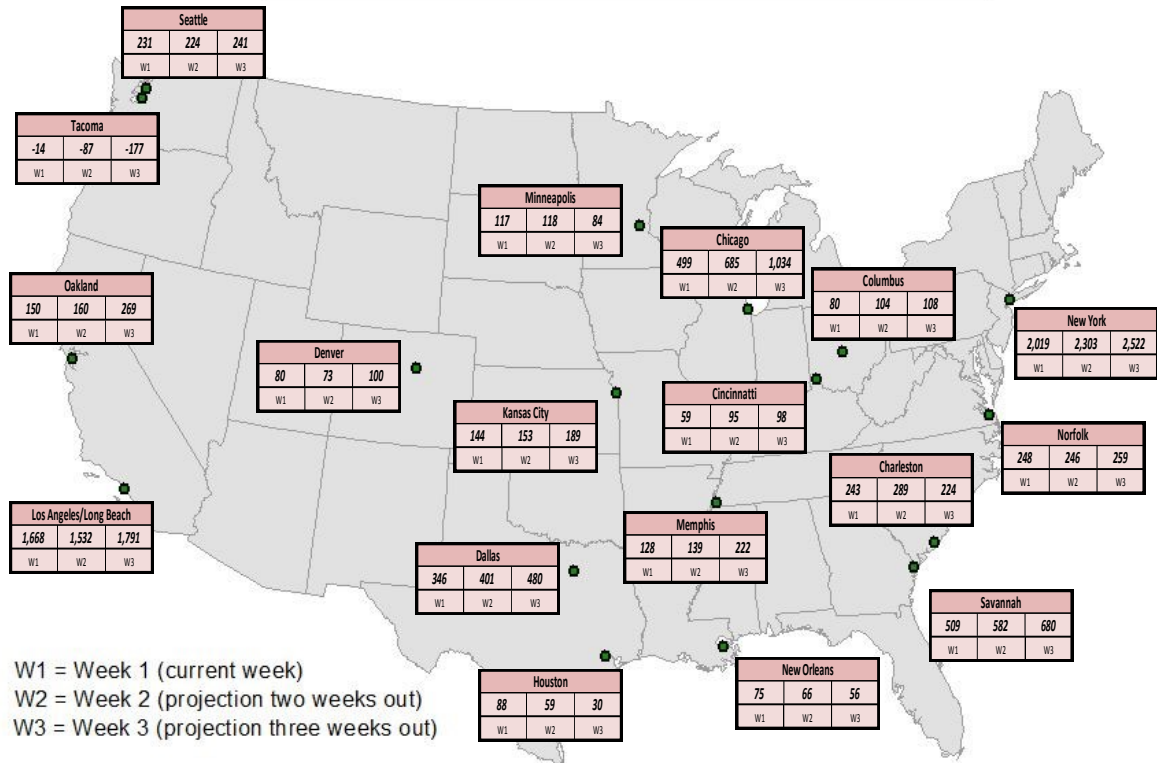 Seattle
231 224 241
W1 W2 W3
Tacoma
-14 -87 -177
W1 W2 W3
Minneapolis
117 118 84
W1 W2 W3
Chicago
499 685 1,034
W1 W2 W3
Oakland
150 160 269
W1 W2 W3
Columbus
80 104 108
W1 W2 W3
New York
2,019 2,303 2,522
W1 W2 W3
Denver
80 73 100
W1 W2 W3
Cincinnatti
59 95 98
W1 W2 W3
Kansas City
144 153 189
W1 W2 W3
Norfolk
248 246 259
W1 W2 W3
Charleston
243 289 224
W1 W2 W3
Los Angeles/Long Beach
1,668 1,532 1,791
W1 W2 W3
Memphis
128 139 222
W1 W2 W3
Dallas
346 401 480
W1 W2 W3
Savannah
509 582 680
W1 W2 W3
New Orleans
75 66 56
W1 W2 W3
Houston
88 59 30
W1 W2 W3
W1 = Week 1 (current week)
W2 = Week 2 (projection two weeks out)
W3 = Week 3 (projection three weeks out)